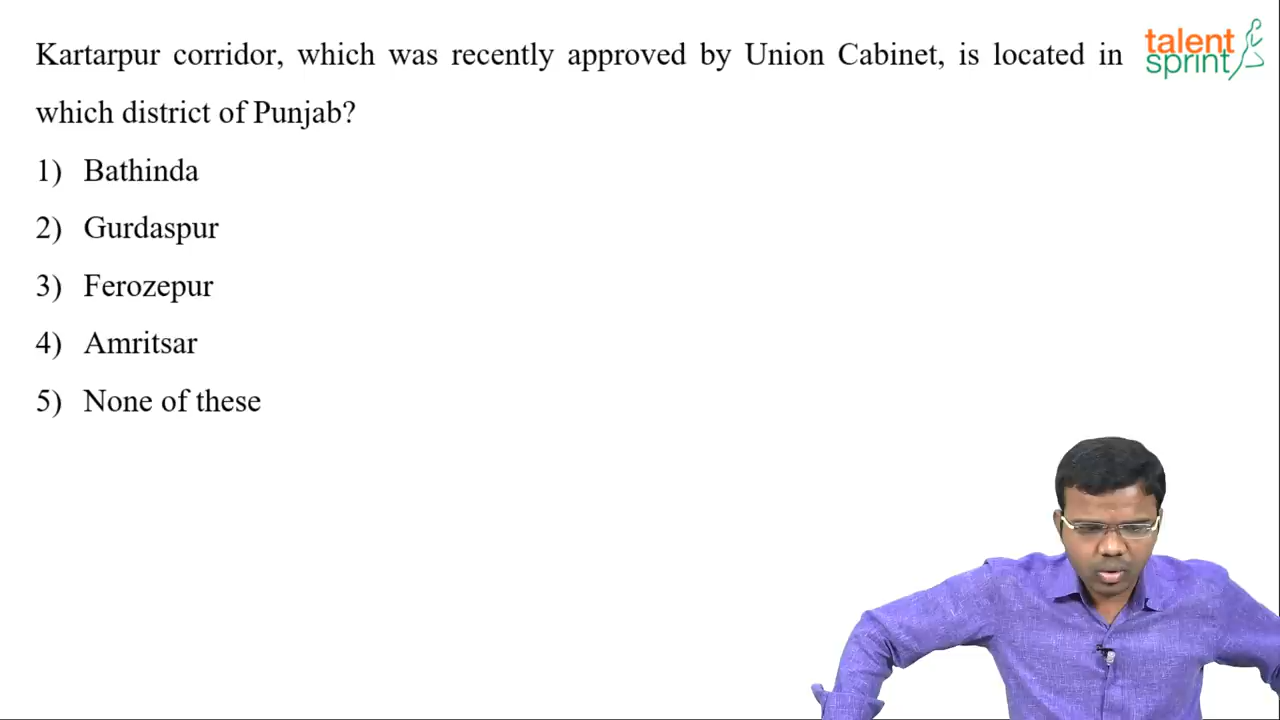 Kartarpur corridor, which was recently approved by Union Cabinet, is located in
which district of Punjab?
1) Bathinda
2) Gurdaspur
3) Ferozepur
4) Amritsar
5) None of these
talent
sprint